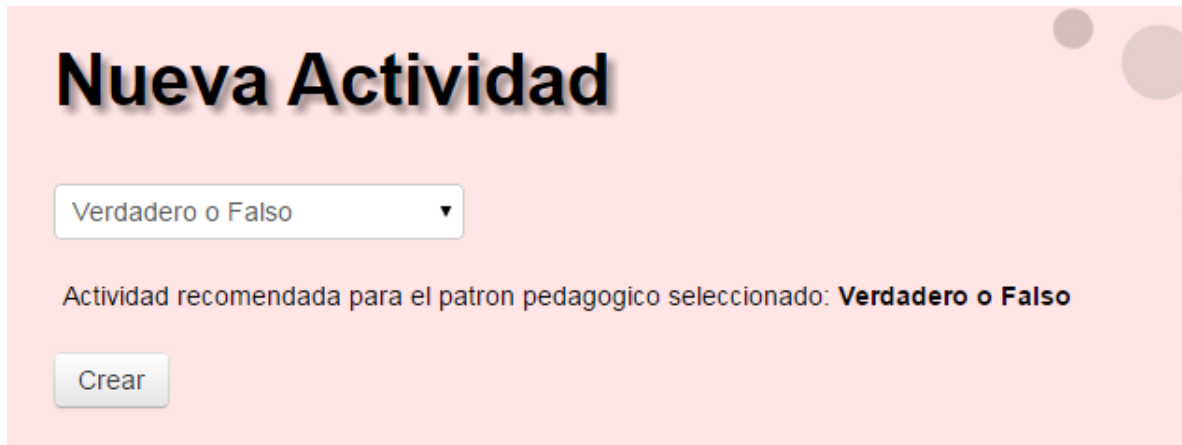 Nueva Actividad
Verdadero o Falso
Actividad recomendada para el patron pedagogico seleccionado: Verdadero o Falso
Crear